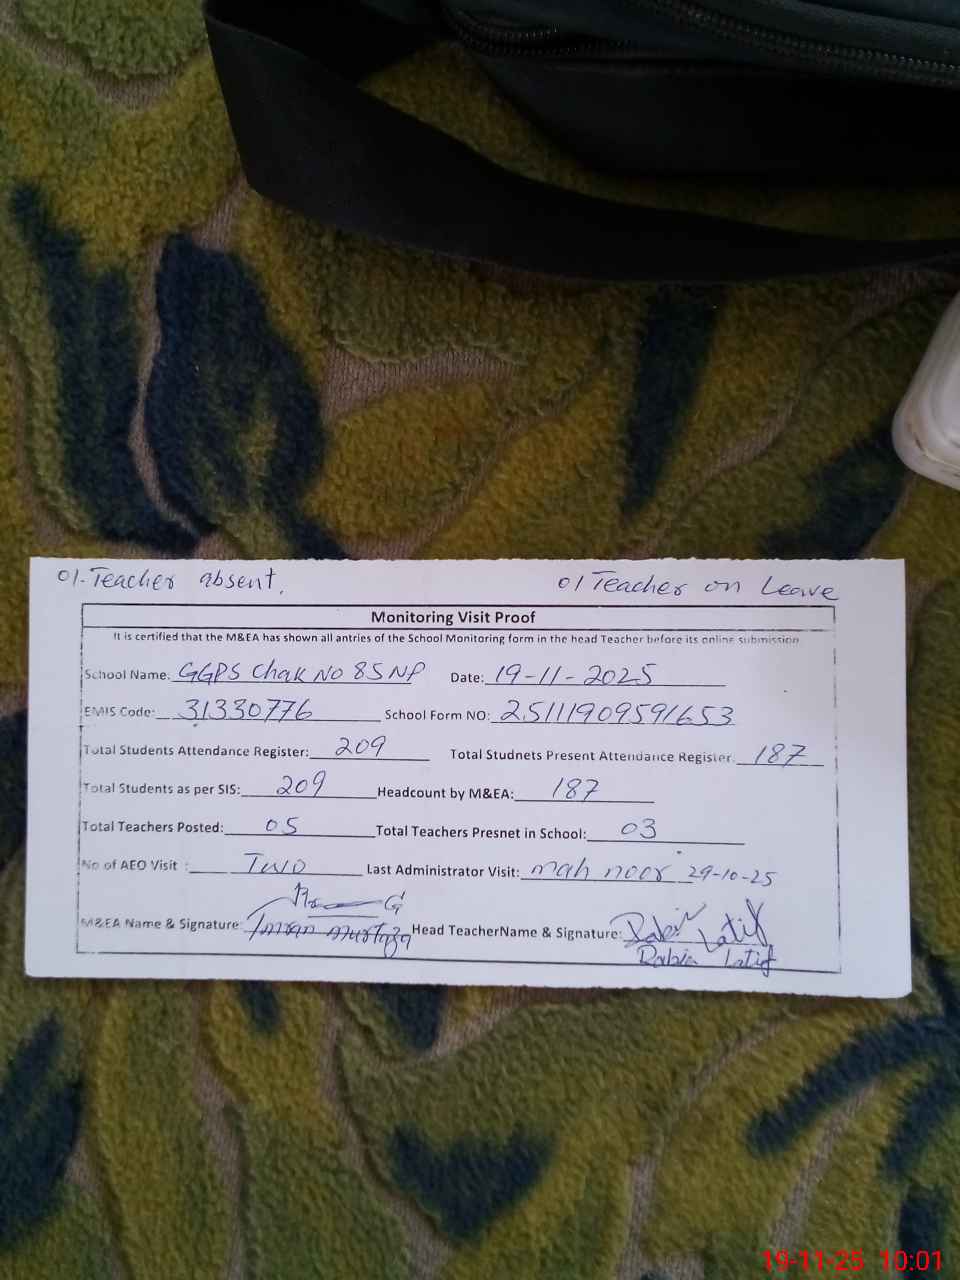 01-Teacher absent. 01 Teacher on Leave
Monitoring Visit Proof
It is certified that the M&EA has shown all antries of the School Monitoring form in the head Teacher before its online submission
School Name: GGPS Chak No 85 NP Date: 19-11-2025
EMIS Code: 31330776 School Form NO: 25111909591653
Total Students Attendance Register: 209 Total Studnets Present Attendance Register: 187
Total Students as per SIS: 209 Headcount by M&EA: 187
Total Teachers Posted: 05 Total Teachers Presnet in School: 03
No of AEO Visit : Two Last Administrator Visit: mah noor 29-10-25
M&EA Name & Signature: Imran Murtaza Head TeacherName & Signature: Rabia Latif
Rabia Latif
19-11-25 10:01